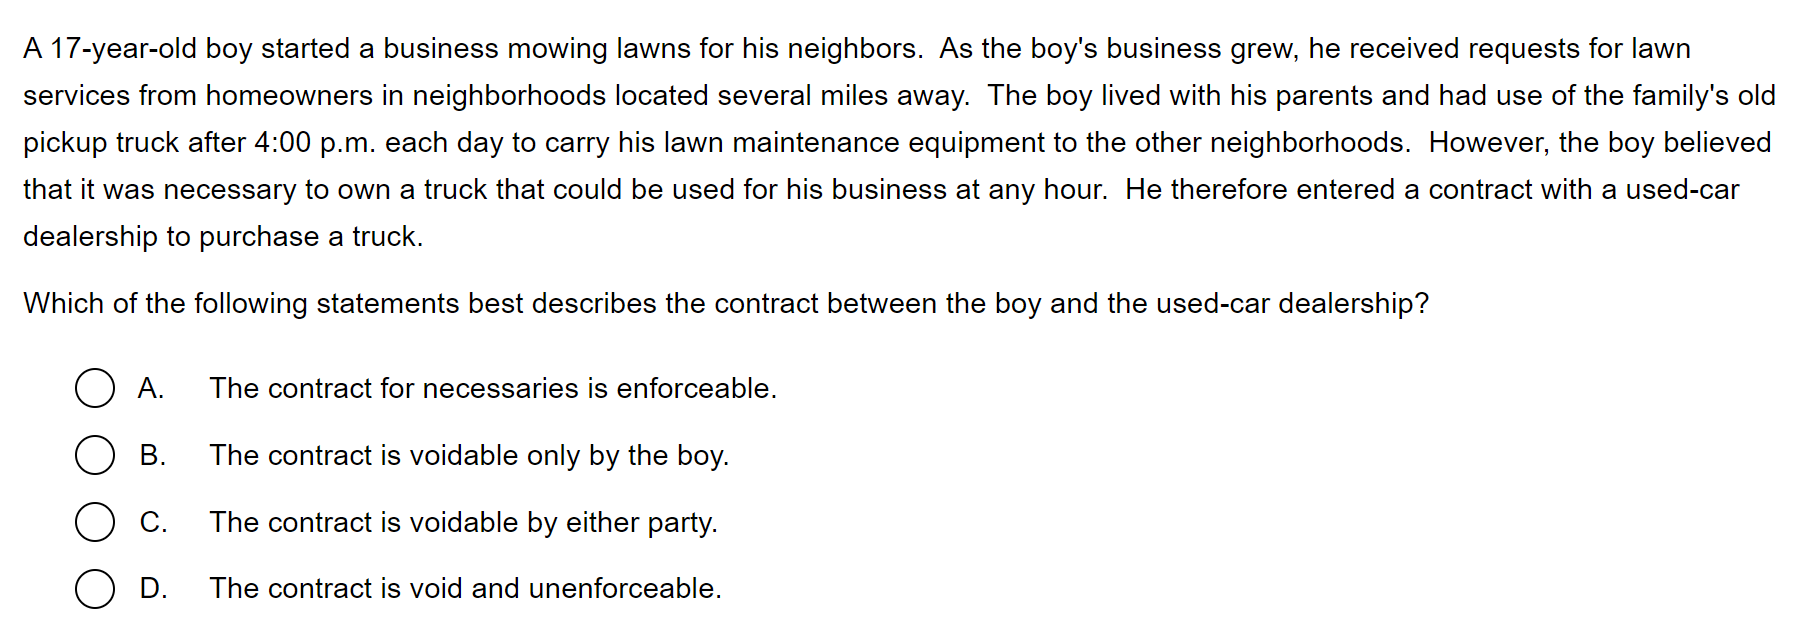 A 17-year-old boy started a business mowing lawns for his neighbors.  As the boy's business grew, he received requests for lawn
services from homeowners in neighborhoods located several miles away.  The boy lived with his parents and had use of the family's old
pickup truck after 4:00 p.m. each day to carry his lawn maintenance equipment to the other neighborhoods.  However, the boy believed
that it was necessary to own a truck that could be used for his business at any hour.  He therefore entered a contract with a used-car
dealership to purchase a truck.
Which of the following statements best describes the contract between the boy and the used-car dealership?
A. The contract for necessaries is enforceable.
B. The contract is voidable only by the boy.
C. The contract is voidable by either party.
D. The contract is void and unenforceable.